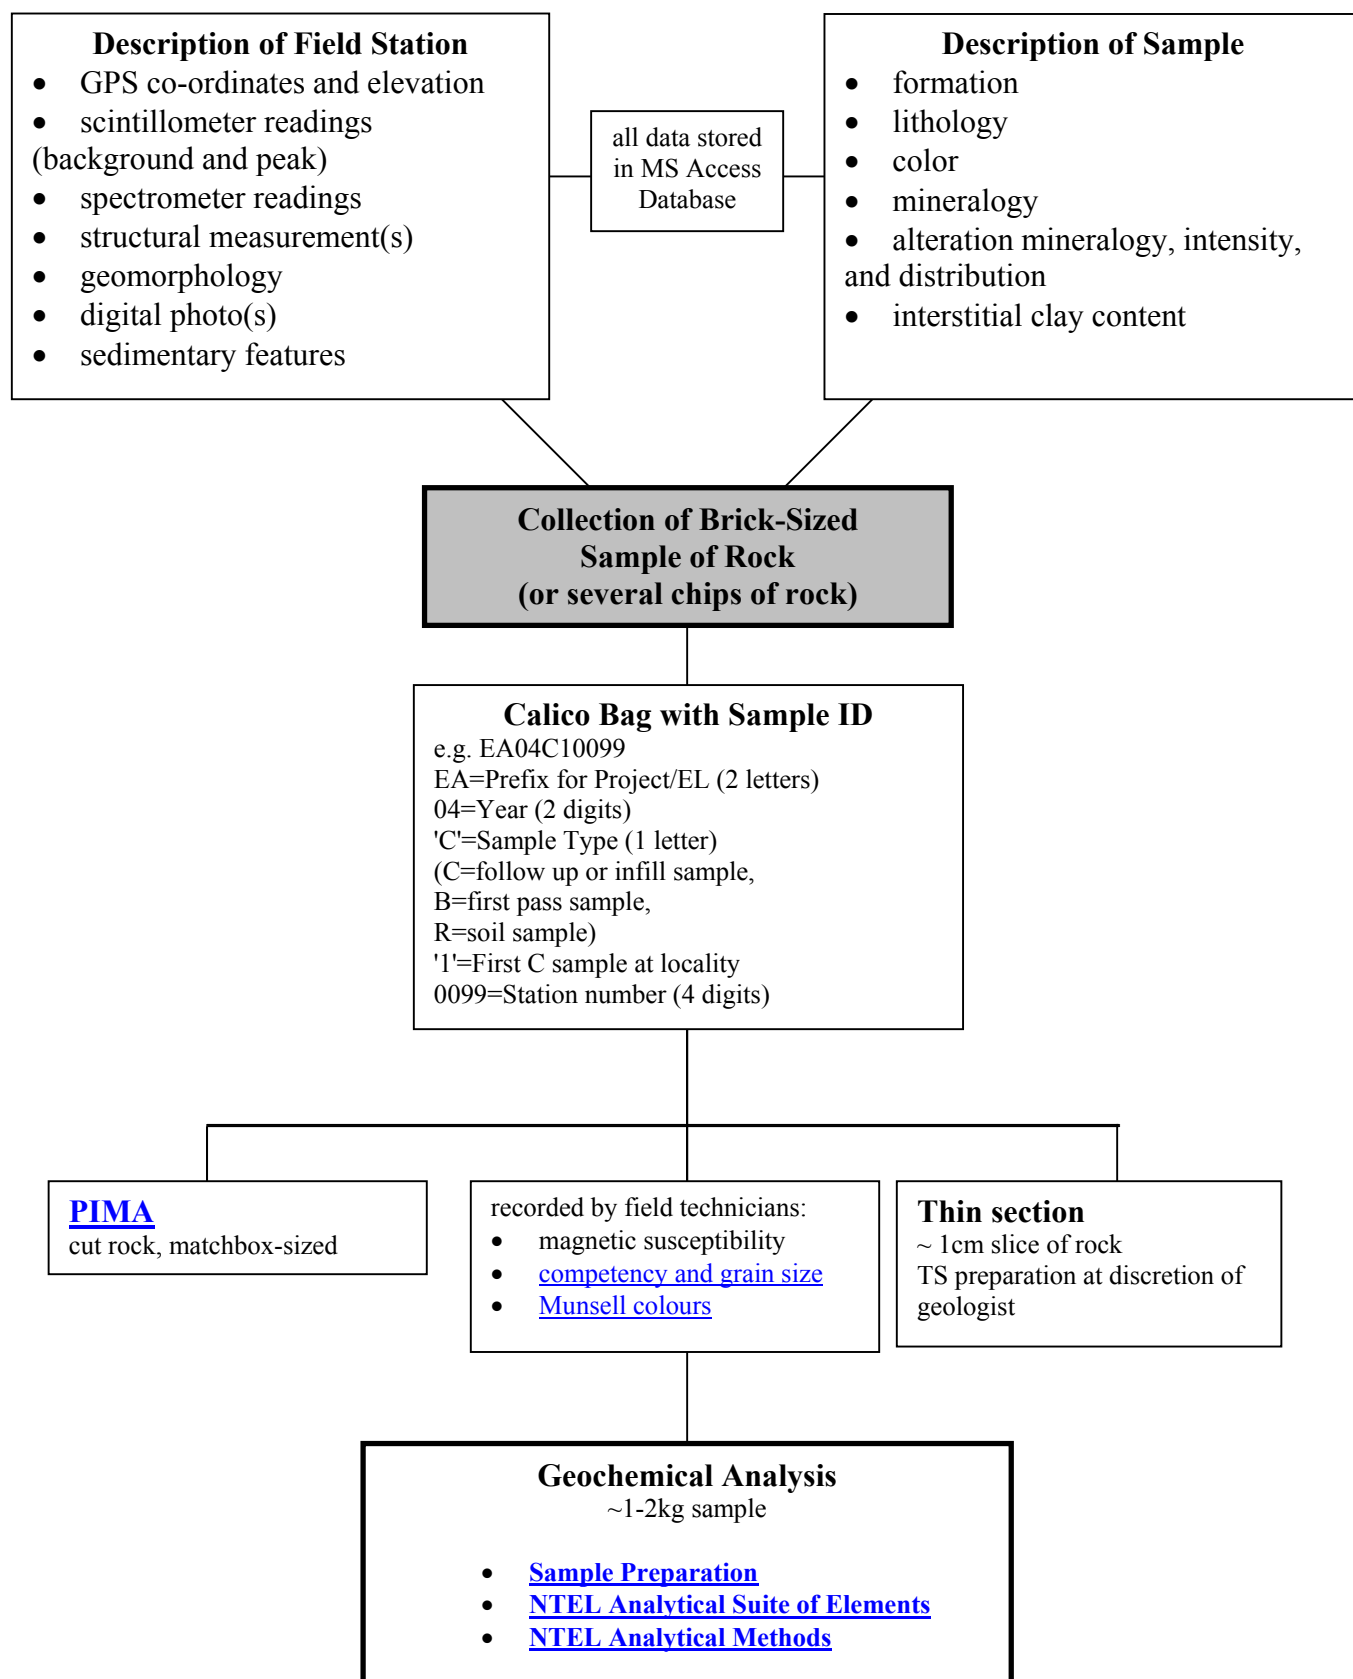 Description of Field Station
• GPS co-ordinates and elevation
• scintillometer readings
(background and peak)
• spectrometer readings
• structural measurement(s)
• geomorphology
• digital photo(s)
• sedimentary features
all data stored
in MS Access
Database
Description of Sample
• formation
• lithology
• color
• mineralogy
• alteration mineralogy, intensity,
and distribution
• interstitial clay content
Collection of Brick-Sized
Sample of Rock
(or several chips of rock)
Calico Bag with Sample ID
e.g. EA04C10099
EA=Prefix for Project/EL (2 letters)
04=Year (2 digits)
'C'=Sample Type (1 letter)
(C=follow up or infill sample,
B=first pass sample,
R=soil sample)
'1'=First C sample at locality
0099=Station number (4 digits)
PIMA
cut rock, matchbox-sized
recorded by field technicians:
• magnetic susceptibility
• competency and grain size
• Munsell colours
Thin section
~ 1cm slice of rock
TS preparation at discretion of
geologist
Geochemical Analysis
~1-2kg sample
• Sample Preparation
• NTEL Analytical Suite of Elements
• NTEL Analytical Methods